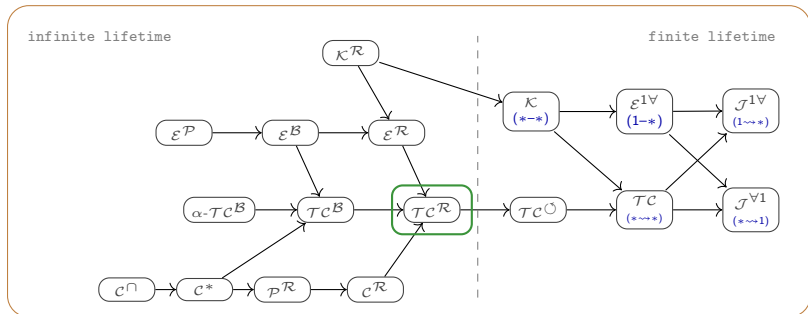 infinite lifetime
finite lifetime
𝒦^ℛ
𝒦
(∗–∗)
ℰ^{1∀}
(1–∗)
𝒥^{1∀}
(1⇝∗)
ℰ^𝒫
ℰ^ℬ
ℰ^ℛ
α-𝒯𝒞^ℬ
𝒯𝒞^ℬ
𝒯𝒞^ℛ
𝒯𝒞^↺
𝒯𝒞
(∗⇝∗)
𝒥^{∀1}
(∗⇝1)
𝒞^∩
𝒞^∗
𝒫^ℛ
𝒞^ℛ